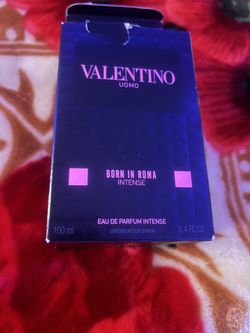 VALENTINO
UOMO
BORN IN ROMA
INTENSE
EAU DE PARFUM INTENSE
100 ml VAPORISATEUR SPRAY 3.4 FL.OZ.